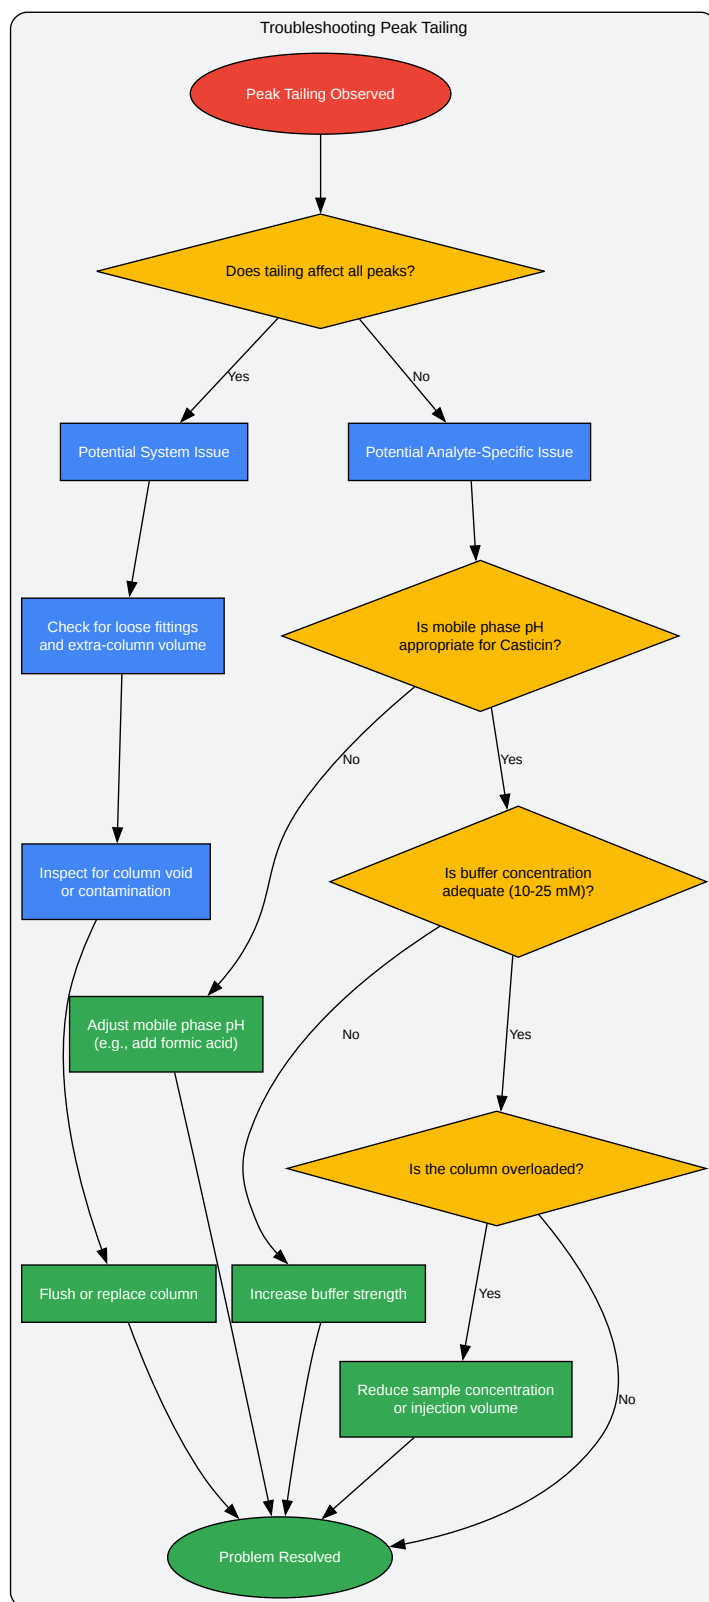 Troubleshooting Peak Tailing
Peak Tailing Observed
Does tailing affect all peaks?
Yes
No
Potential System Issue
Potential Analyte-Specific Issue
Check for loose fittings
and extra-column volume
Is mobile phase pH
appropriate for Casticin?
No
Yes
Inspect for column void
or contamination
Is buffer concentration
adequate (10-25 mM)?
Adjust mobile phase pH
(e.g., add formic acid)
No
Yes
Is the column overloaded?
Flush or replace column
Increase buffer strength
Yes
Reduce sample concentration
or injection volume
No
Problem Resolved